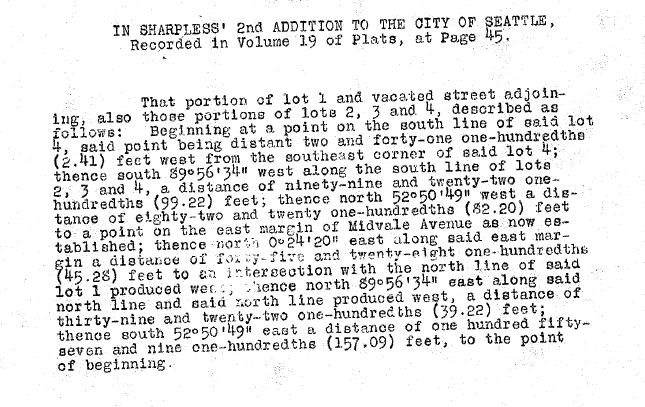 IN SHARPLESS' 2nd ADDITION TO THE CITY OF SEATTLE,
Recorded in Volume 19 of Plats, at Page 45.
That portion of lot 1 and vacated street adjoin-
ing, also those portions of lots 2, 3 and 4, described as
follows: Beginning at a point on the south line of said lot
4, said point being distant two and forty-one one-hundredths
(2.41) feet west from the southeast corner of said lot 4;
thence south 89°56'34" west along the south line of lots
2, 3 and 4, a distance of ninety-nine and twenty-two one-
hundredths (99.22) feet; thence north 52°50'49" west a dis-
tance of eighty-two and twenty one-hundredths (82.20) feet
to a point on the east margin of Midvale Avenue as now es-
tablished; thence north 0°24'20" east along said east mar-
gin a distance of forty-five and twenty-eight one-hundredths
(45.28) feet to an intersection with the north line of said
lot 1 produced west; thence north 89°56'34" east along said
north line and said north line produced west, a distance of
thirty-nine and twenty-two one-hundredths (39.22) feet;
thence south 52°50'49" east a distance of one hundred fifty-
seven and nine one-hundredths (157.09) feet, to the point
of beginning.